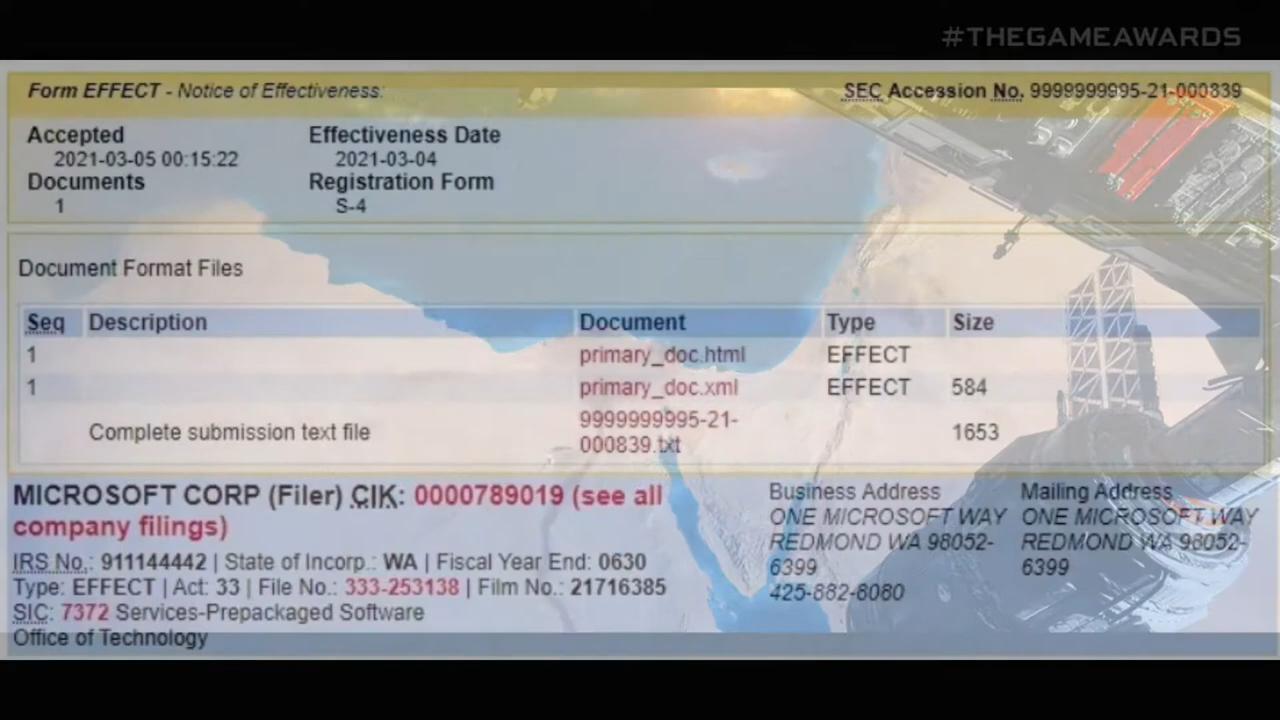 #THEGAMEAWARDS
Form EFFECT - Notice of Effectiveness: SEC Accession No. 9999999995-21-000839
Accepted Effectiveness Date
2021-03-05 00:15:22 2021-03-04
Documents Registration Form
1 S-4
Document Format Files
Seq Description Document Type Size
1 primary_doc.html EFFECT
1 primary_doc.xml EFFECT 584
Complete submission text file 9999999995-21-000839.txt 1653
MICROSOFT CORP (Filer) CIK: 0000789019 (see all
company filings)
IRS No.: 911144442 | State of Incorp.: WA | Fiscal Year End: 0630
Type: EFFECT | Act: 33 | File No.: 333-253138 | Film No.: 21716385
SIC: 7372 Services-Prepackaged Software
Office of Technology
Business Address
ONE MICROSOFT WAY
REDMOND WA 98052-
6399
425-882-8080
Mailing Address
ONE MICROSOFT WAY
REDMOND WA 98052-
6399